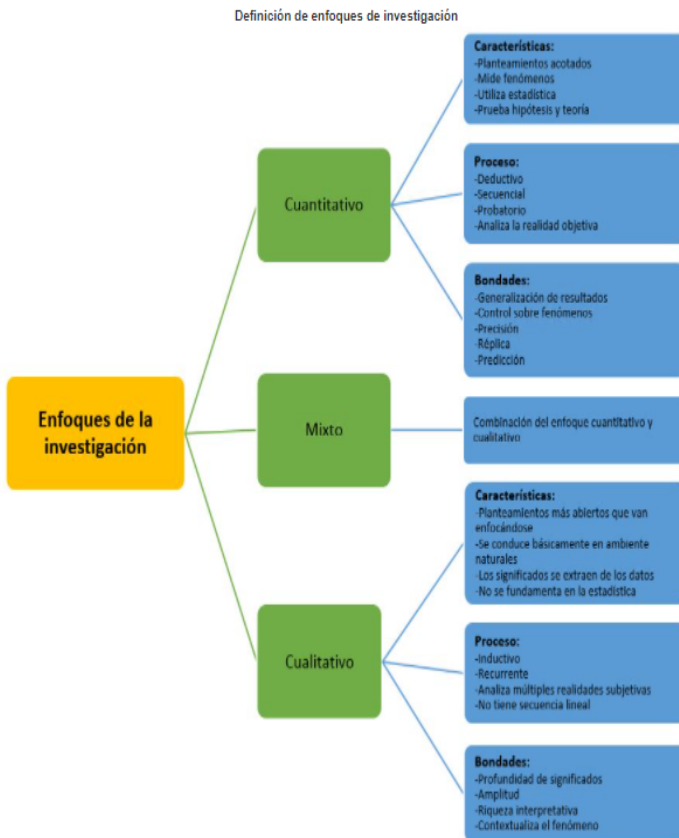 Definición de enfoques de investigación
Enfoques de la
investigación
Cuantitativo
Características:
-Planteamientos acotados
-Mide fenómenos
-Utiliza estadística
-Prueba hipótesis y teoría
Proceso:
-Deductivo
-Secuencial
-Probatorio
-Analiza la realidad objetiva
Bondades:
-Generalización de resultados
-Control sobre fenómenos
-Precisión
-Réplica
-Predicción
Mixto
Combinación del enfoque cuantitativo y
cualitativo
Cualitativo
Características:
-Planteamientos más abiertos que van
enfocándose
-Se conduce básicamente en ambiente
naturales
-Los significados se extraen de los datos
-No se fundamenta en la estadística
Proceso:
-Inductivo
-Recurrente
-Analiza múltiples realidades subjetivas
-No tiene secuencia lineal
Bondades:
-Profundidad de significados
-Amplitud
-Riqueza interpretativa
-Contextualiza el fenómeno